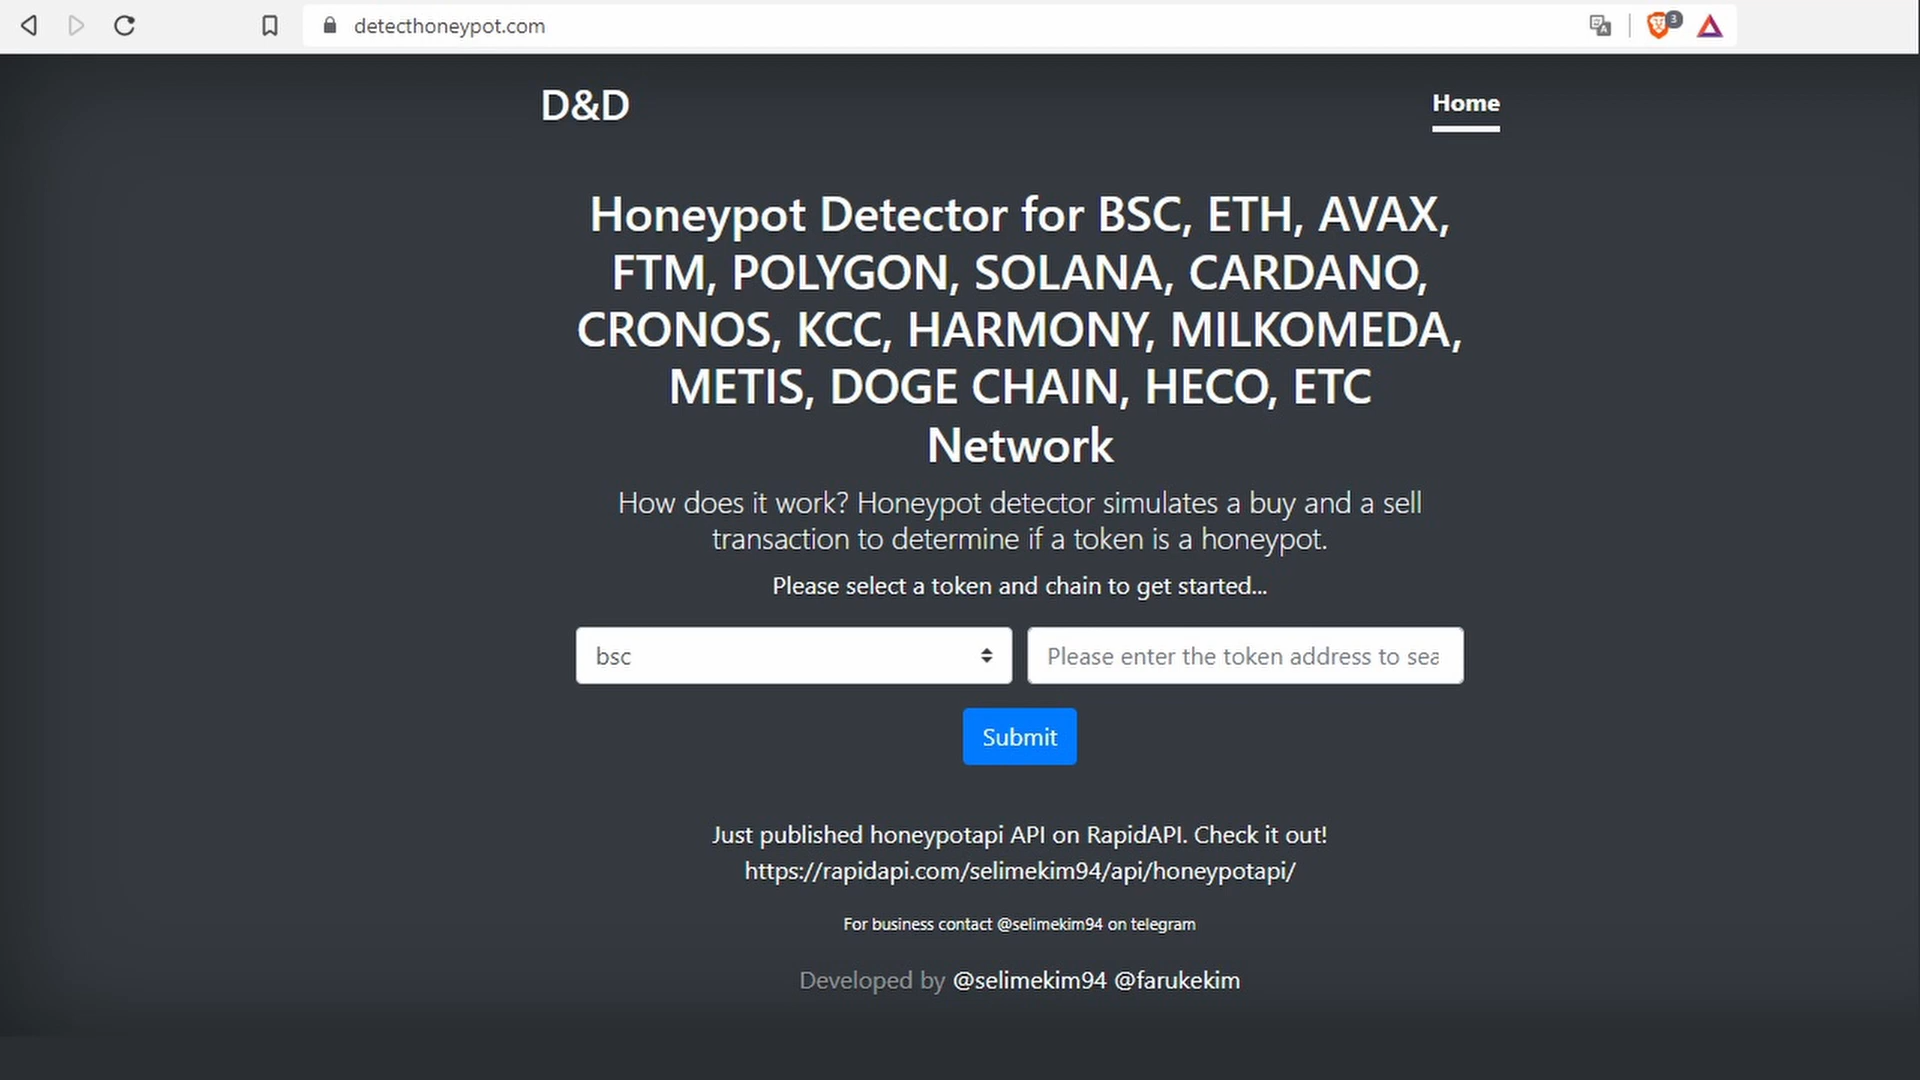 detecthoneypot.com
3
D&D
Home
Honeypot Detector for BSC, ETH, AVAX,
FTM, POLYGON, SOLANA, CARDANO,
CRONOS, KCC, HARMONY, MILKOMEDA,
METIS, DOGE CHAIN, HECO, ETC
Network
How does it work? Honeypot detector simulates a buy and a sell
transaction to determine if a token is a honeypot.
Please select a token and chain to get started...
bsc
Please enter the token address to sea
Submit
Just published honeypotapi API on RapidAPI. Check it out!
https://rapidapi.com/selimekim94/api/honeypotapi/
For business contact @selimekim94 on telegram
Developed by @selimekim94 @farukekim